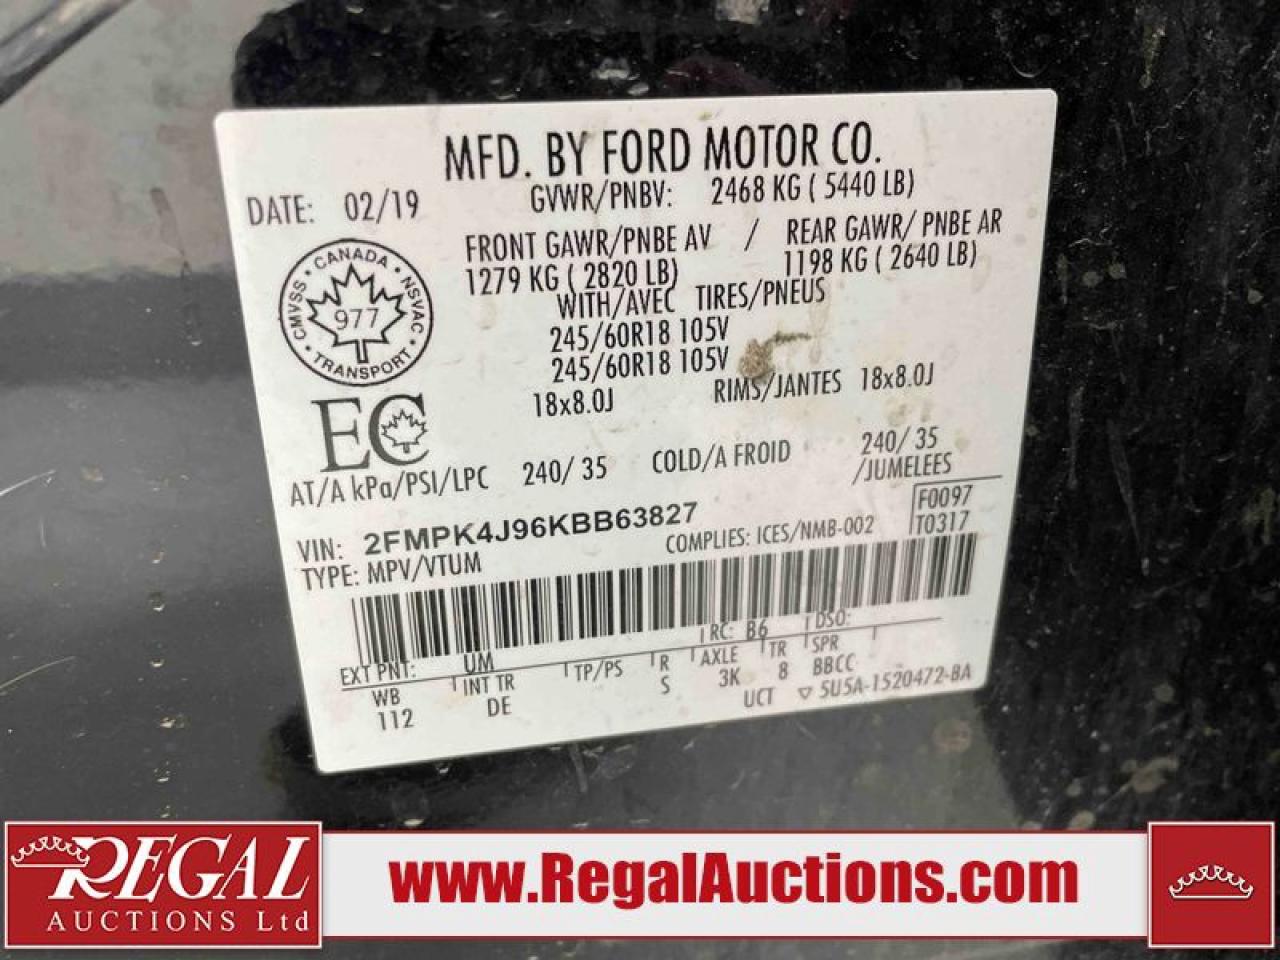 MFD. BY FORD MOTOR CO.
DATE: 02/19 GVWR/PNBV: 2468 KG ( 5440 LB)
FRONT GAWR/PNBE AV / REAR GAWR/ PNBE AR
1279 KG ( 2820 LB) 1198 KG ( 2640 LB)
WITH/AVEC TIRES/PNEUS
245/60R18 105V
245/60R18 105V
18x8.0J RIMS/JANTES 18x8.0J
CANADA
CMVSS NSVAC
977
TRANSPORT
EC
AT/A kPa/PSI/LPC 240/ 35 COLD/A FROID 240/ 35
/JUMELEES
VIN: 2FMPK4J96KBB63827 F0097
TYPE: MPV/VTUM COMPLIES: ICES/NMB-002 T0317
EXT PNT: UM RC: B6 DSO:
WB INT TR TP/PS R AXLE TR SPR
112 DE S 3K 8 BBCC
UCT ▽ 5U5A-1520472-BA
REGAL
AUCTIONS Ltd
www.RegalAuctions.com